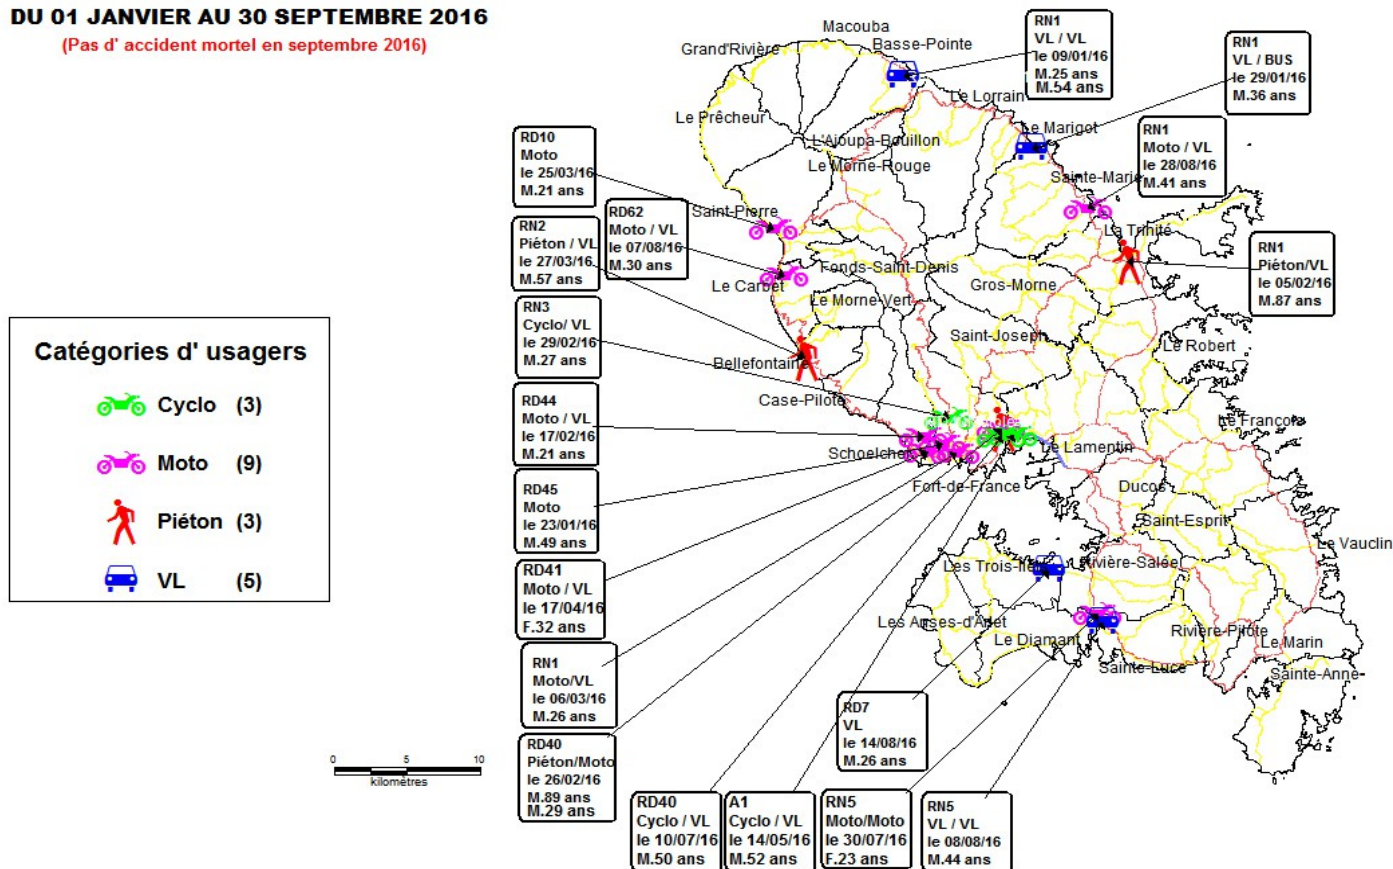 DU 01 JANVIER AU 30 SEPTEMBRE 2016
(Pas d' accident mortel en septembre 2016)
Macouba
Grand'Rivière
Basse-Pointe
Le Lorrain
Le Prêcheur
L'Ajoupa-Bouillon
Le Marigot
Le Morne-Rouge
Sainte-Marie
Saint-Pierre
La Trinité
Fonds-Saint-Denis
Le Carbet
Gros-Morne
Le Morne-Vert
Saint-Joseph
Le Robert
Bellefontaine
Case-Pilote
Le François
Schoelcher
Le Lamentin
Fort-de-France
Ducos
Saint-Esprit
Le Vauclin
Les Trois-Ile
Rivière-Salée
Les Anses-d'Arlet
Le Diamant
Rivière-Pilote
Le Marin
Sainte-Luce
Sainte-Anne
RN1
VL / VL
le 09/01/16
M.25 ans
M.54 ans
RN1
VL / BUS
le 29/01/16
M.36 ans
RN1
Moto / VL
le 28/08/16
M.41 ans
RN1
Piéton/VL
le 05/02/16
M.87 ans
RD10
Moto
le 25/03/16
M.21 ans
RD62
Moto / VL
le 07/08/16
M.30 ans
RN2
Piéton / VL
le 27/03/16
M.57 ans
RN3
Cyclo/ VL
le 29/02/16
M.27 ans
RD44
Moto / VL
le 17/02/16
M.21 ans
RD45
Moto
le 23/01/16
M.49 ans
RD41
Moto / VL
le 17/04/16
F.32 ans
RN1
Moto/VL
le 06/03/16
M.26 ans
RD40
Piéton/Moto
le 26/02/16
M.89 ans
M.29 ans
RD40
Cyclo / VL
le 10/07/16
M.50 ans
A1
Cyclo / VL
le 14/05/16
M.52 ans
RD7
VL
le 14/08/16
M.26 ans
RN5
Moto/Moto
le 30/07/16
F.23 ans
RN5
VL / VL
le 08/08/16
M.44 ans
Catégories d' usagers
Cyclo (3)
Moto (9)
Piéton (3)
VL (5)
0 5 10
kilomètres